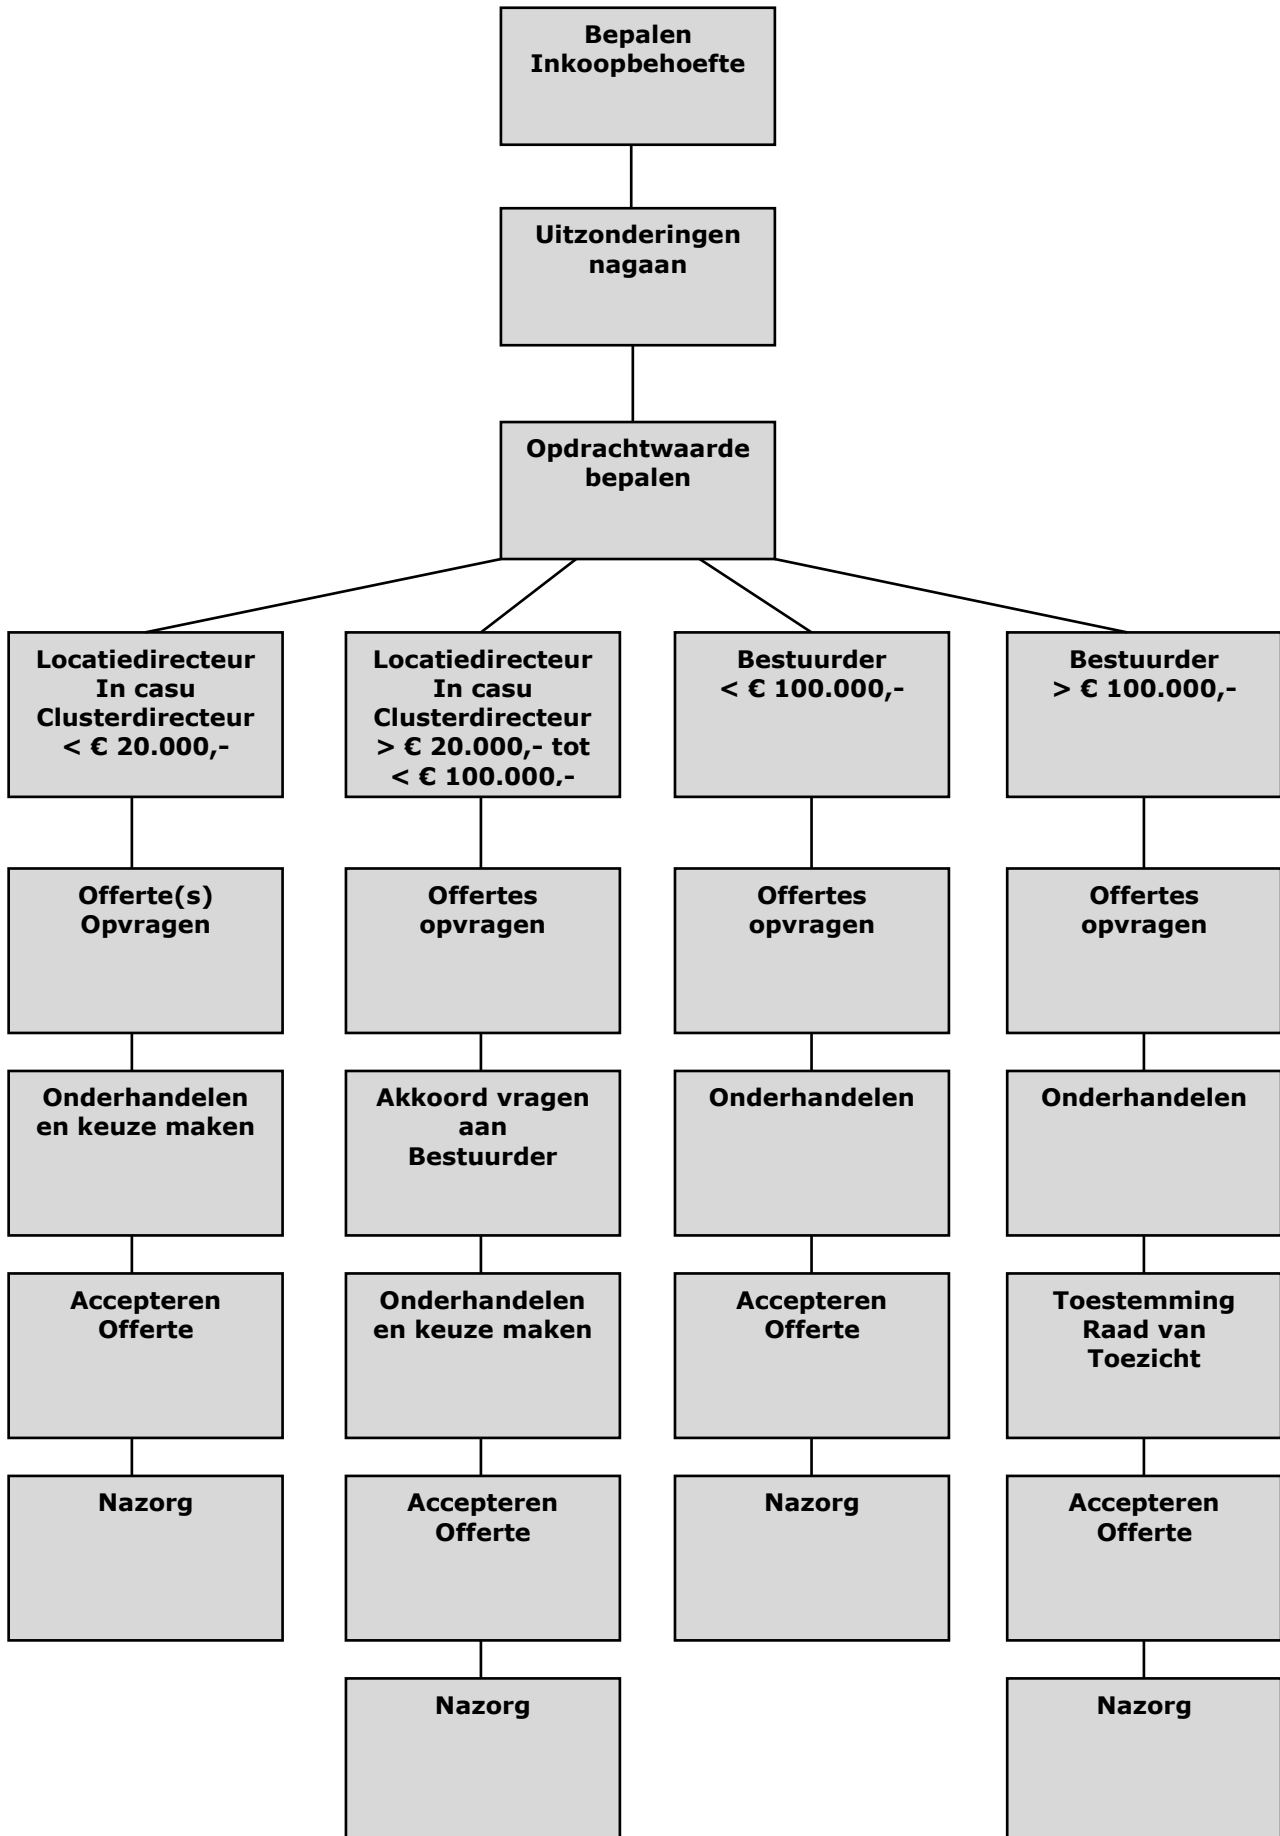 Bepalen
Inkoopbehoefte
Uitzonderingen
nagaan
Opdrachtwaarde
bepalen
Locatiedirecteur
In casu
Clusterdirecteur
< € 20.000,-
Locatiedirecteur
In casu
Clusterdirecteur
> € 20.000,- tot
< € 100.000,-
Bestuurder
< € 100.000,-
Bestuurder
> € 100.000,-
Offerte(s)
Opvragen
Offertes
opvragen
Offertes
opvragen
Offertes
opvragen
Onderhandelen
en keuze maken
Akkoord vragen
aan
Bestuurder
Onderhandelen
Onderhandelen
Accepteren
Offerte
Onderhandelen
en keuze maken
Accepteren
Offerte
Toestemming
Raad van
Toezicht
Nazorg
Accepteren
Offerte
Nazorg
Accepteren
Offerte
Nazorg
Nazorg